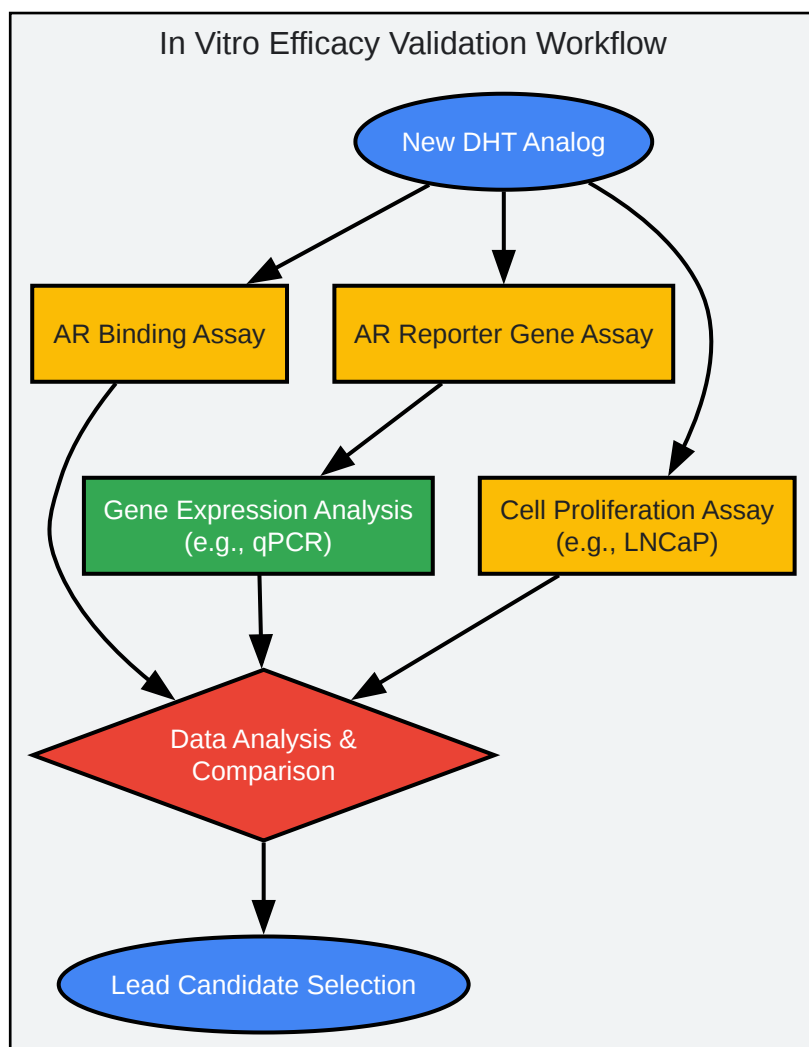 In Vitro Efficacy Validation Workflow
New DHT Analog
AR Binding Assay
AR Reporter Gene Assay
Gene Expression Analysis
(e.g., qPCR)
Cell Proliferation Assay
(e.g., LNCaP)
Data Analysis &
Comparison
Lead Candidate Selection